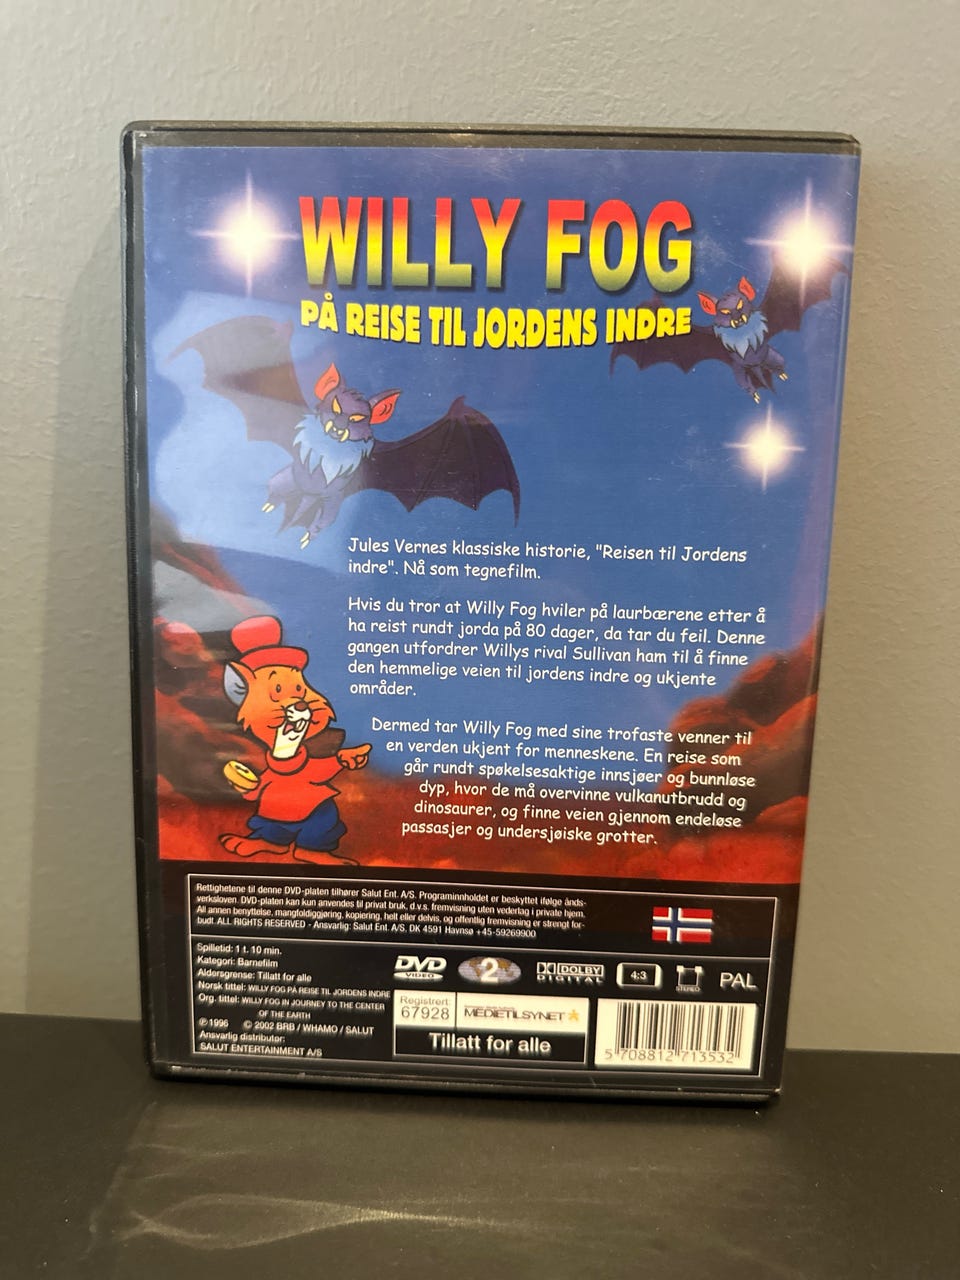 WILLY FOG
PÅ REISE TIL JORDENS INDRE
Jules Vernes klassiske historie, "Reisen til Jordens
indre". Nå som tegnefilm.
Hvis du tror at Willy Fog hviler på laurbærene etter å
ha reist rundt jorda på 80 dager, da tar du feil. Denne
gangen utfordrer Willys rival Sullivan ham til å finne
den hemmelige veien til jordens indre og ukjente
områder.
Dermed tar Willy Fog med sine trofaste venner til
en verden ukjent for menneskene. En reise som
går rundt spøkelsesaktige innsjøer og bunnløse
dyp, hvor de må overvinne vulkanutbrudd og
dinosaurer, og finne veien gjennom endeløse
passasjer og undersjøiske grotter.
Rettighetene til denne DVD-platen tilhører Salut Ent. A/S. Programinnholdet er beskyttet ifølge ånds-
verksloven. DVD-platen kan kun anvendes til privat bruk, d.v.s. fremvisning uten vederlag i private hjem.
All annen benyttelse, mangfoldiggjøring, kopiering, helt eller delvis, og offentlig fremvisning er strengt for-
budt. ALL RIGHTS RESERVED - Ansvarlig: Salut Ent. A/S, DK 4591 Havnsø +45-59269900
Spilletid: 1 t. 10 min.
Kategori: Barnefilm
Aldersgrense: Tillatt for alle
Norsk tittel: WILLY FOG PÅ REISE TIL JORDENS INDRE
Org. tittel: WILLY FOG IN JOURNEY TO THE CENTER
OF THE EARTH
℗ 1996 © 2002 BRB / WHAMO / SALUT
Ansvarlig distributør:
SALUT ENTERTAINMENT A/S
DVD
VIDEO
2
DOLBY
DIGITAL
4:3
STEREO
PAL
Registrert:
67928
MEDIETILSYNET
Tillatt for alle
5 708812 713532